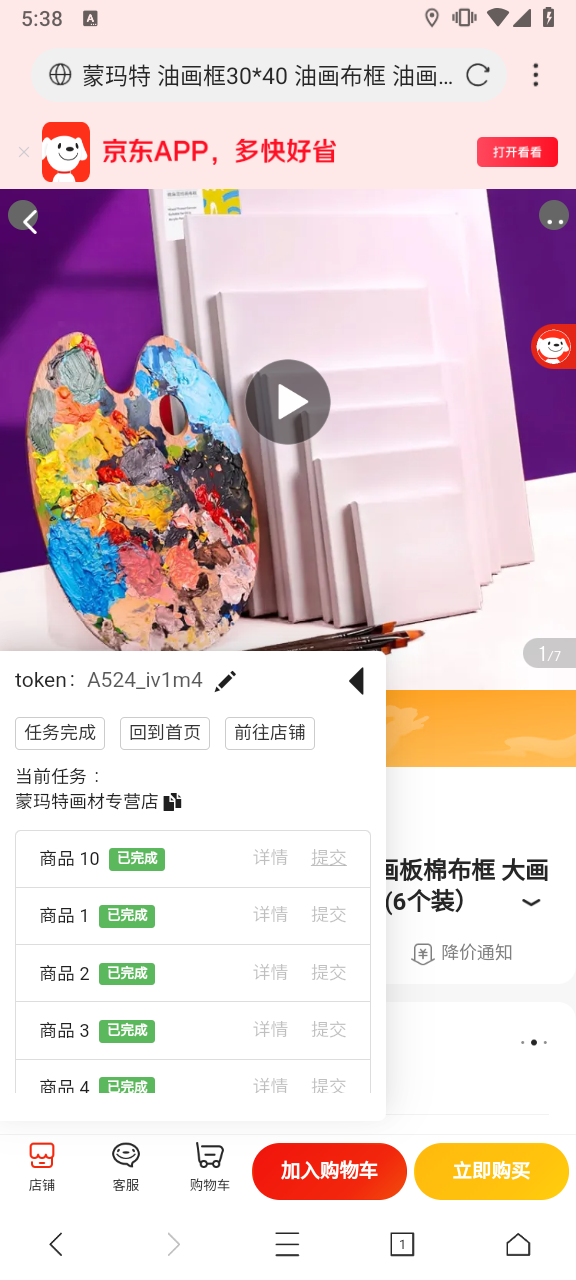 5:38
A
蒙玛特 油画框30*40 油画布框 油画...
京东APP，多快好省
打开看看
1/7
token： A524_iv1m4
任务完成 回到首页 前往店铺
当前任务：
蒙玛特画材专营店
商品 10 已完成 详情 提交
商品 1 已完成 详情 提交
商品 2 已完成 详情 提交
商品 3 已完成 详情 提交
商品 4 已完成 详情 提交
画板棉布框 大画
(6个装）
降价通知
店铺 客服 购物车 加入购物车 立即购买
1